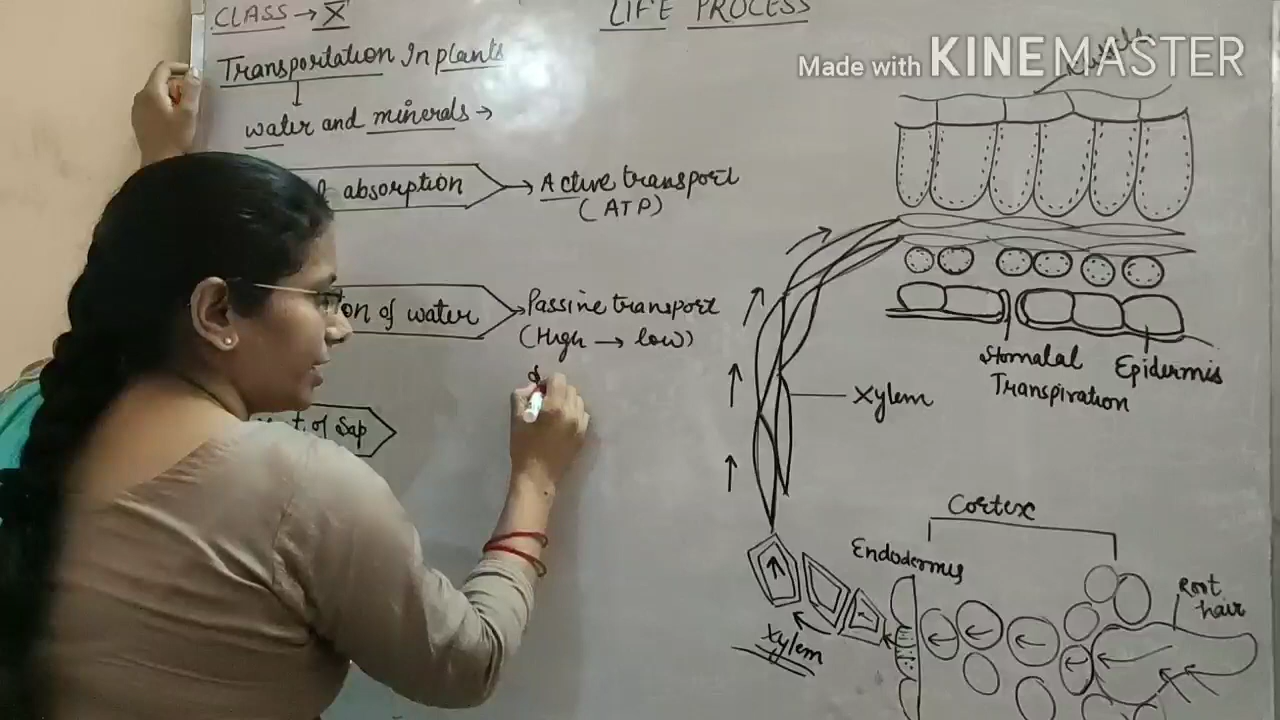 CLASS → X
LIFE PROCESS
Made with KINEMASTER
Transportation In plants
water and minerals →
absorption → Active transport
(ATP)
of water → Passive transport
(High → low)
of Sap
Stomatal
Transpiration
Epidermis
Xylem
Cortex
Endodermis
Root
hair
Xylem